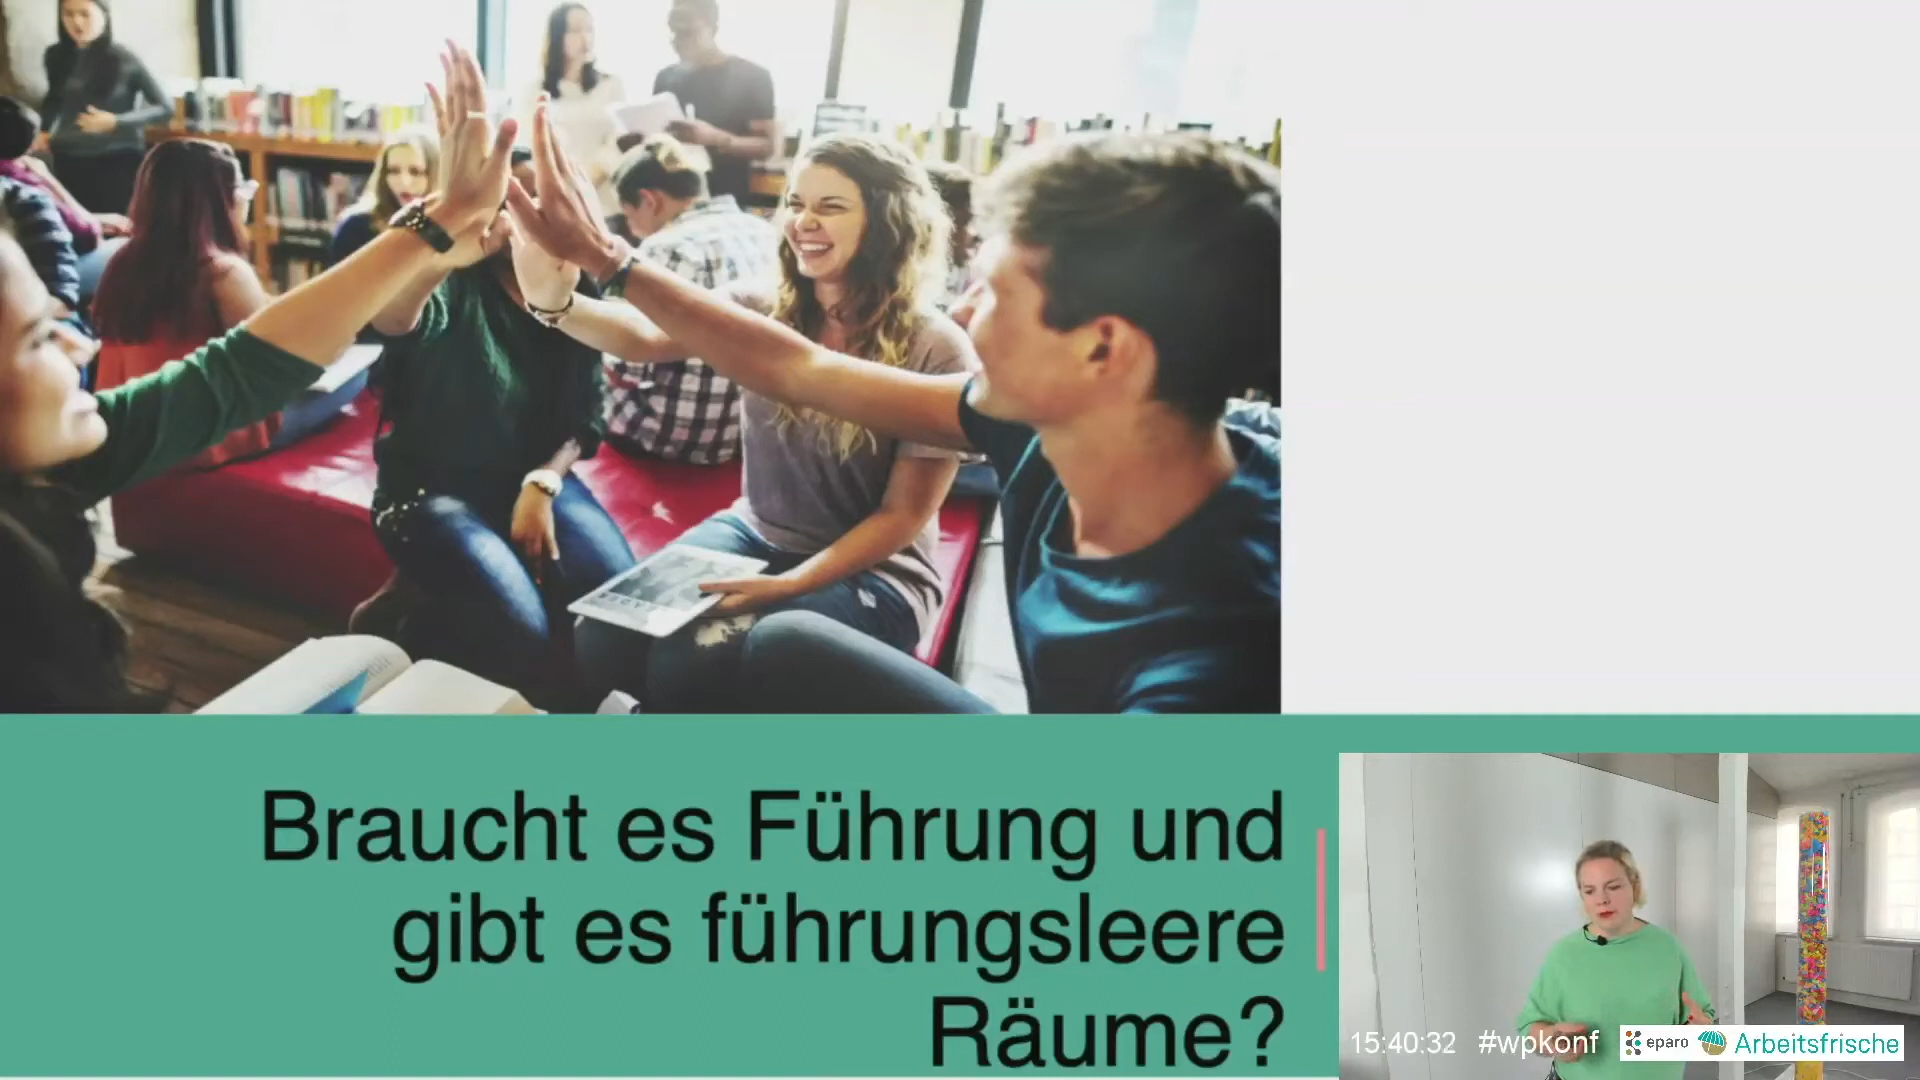 Braucht es Führung und
gibt es führungsleere
Räume?
15:40:32 #wpkonf eparo Arbeitsfrische